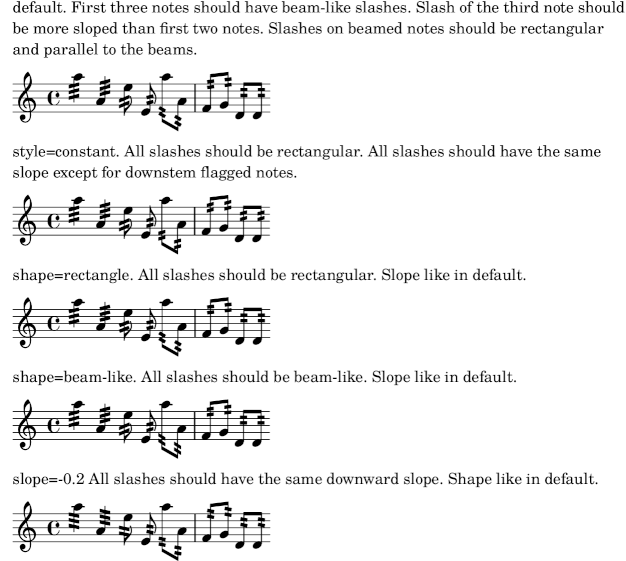 default. First three notes should have beam-like slashes. Slash of the third note should
be more sloped than first two notes. Slashes on beamed notes should be rectangular
and parallel to the beams.
style=constant. All slashes should be rectangular. All slashes should have the same
slope except for downstem flagged notes.
shape=rectangle. All slashes should be rectangular. Slope like in default.
shape=beam-like. All slashes should be beam-like. Slope like in default.
slope=-0.2 All slashes should have the same downward slope. Shape like in default.